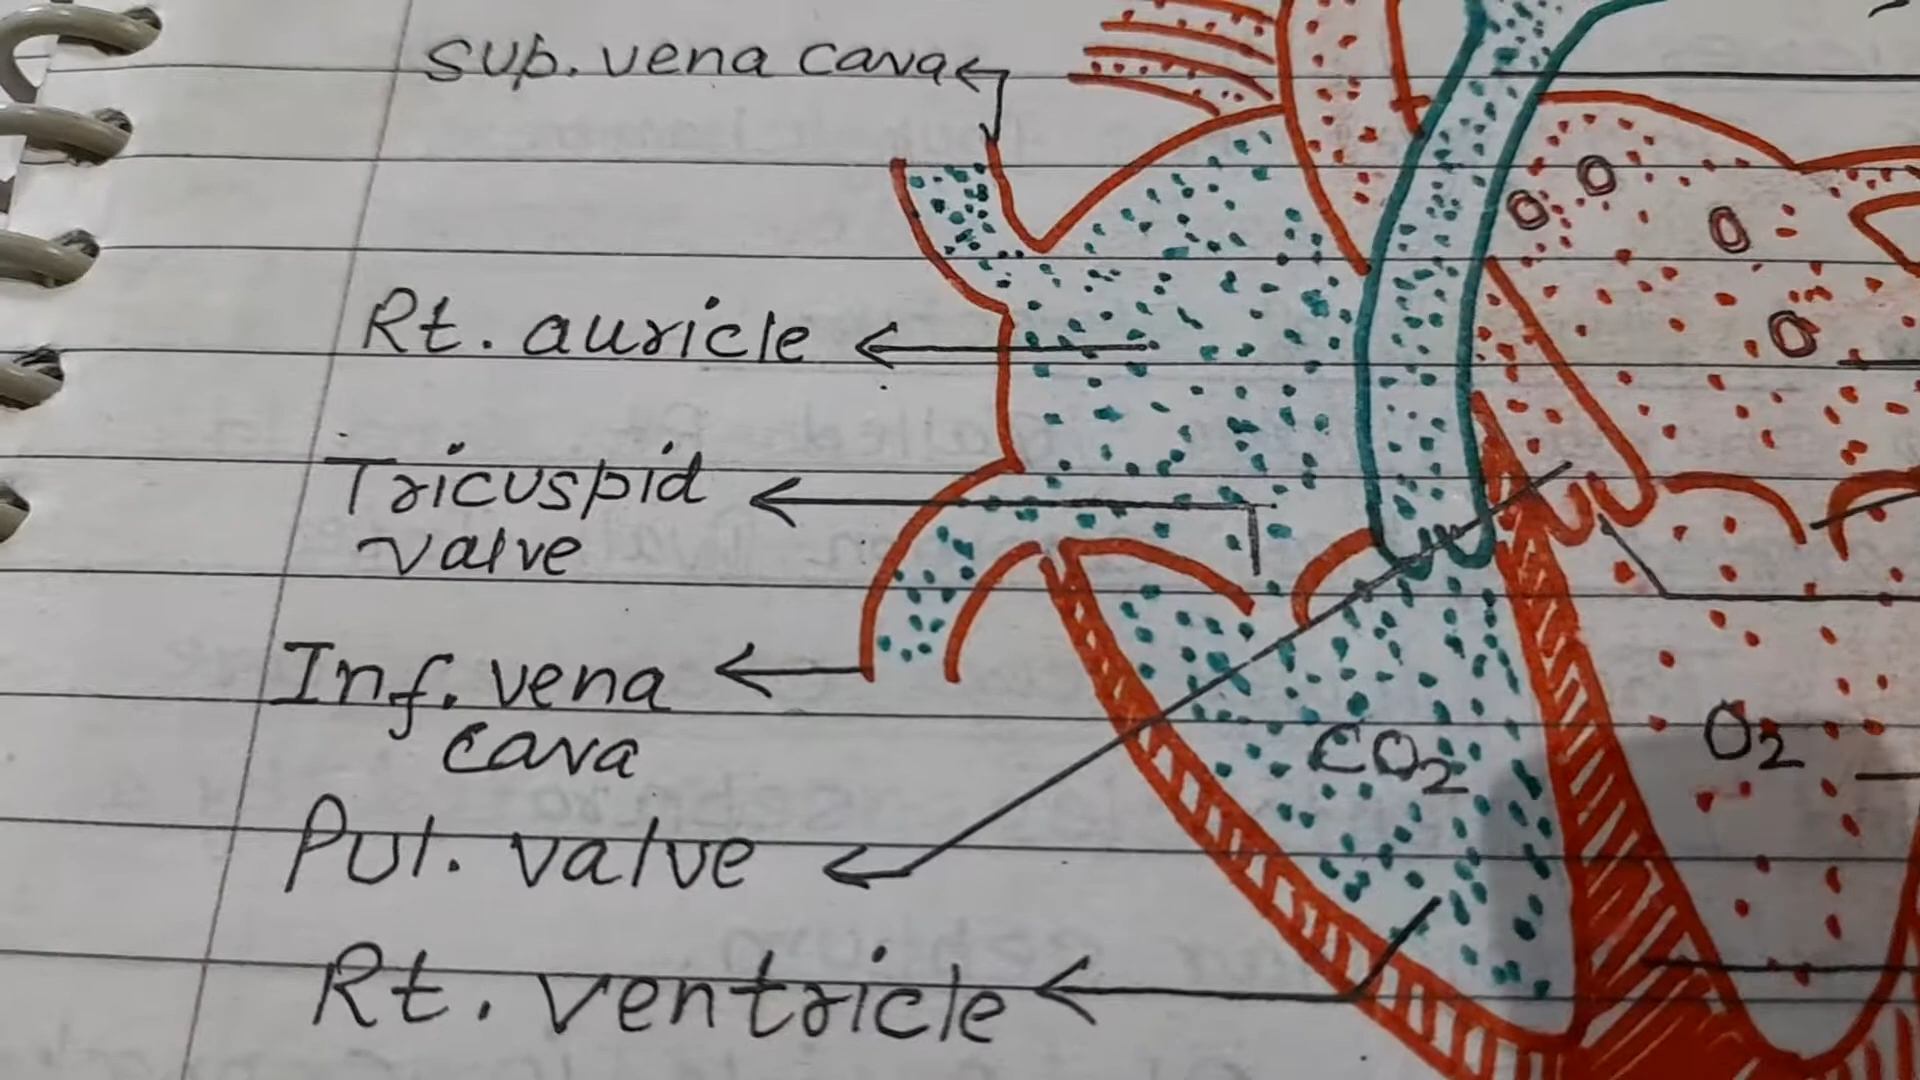 Sup. vena cava
Rt. auricle
Tricuspid
valve
Inf. vena
cava
CO2
O2
Pul. valve
Rt. ventricle